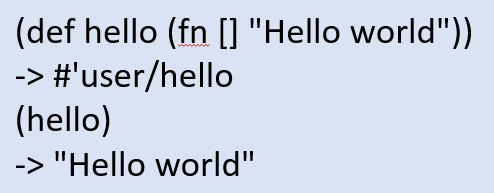 (def hello (fn [] "Hello world"))
-> #'user/hello
(hello)
-> "Hello world"